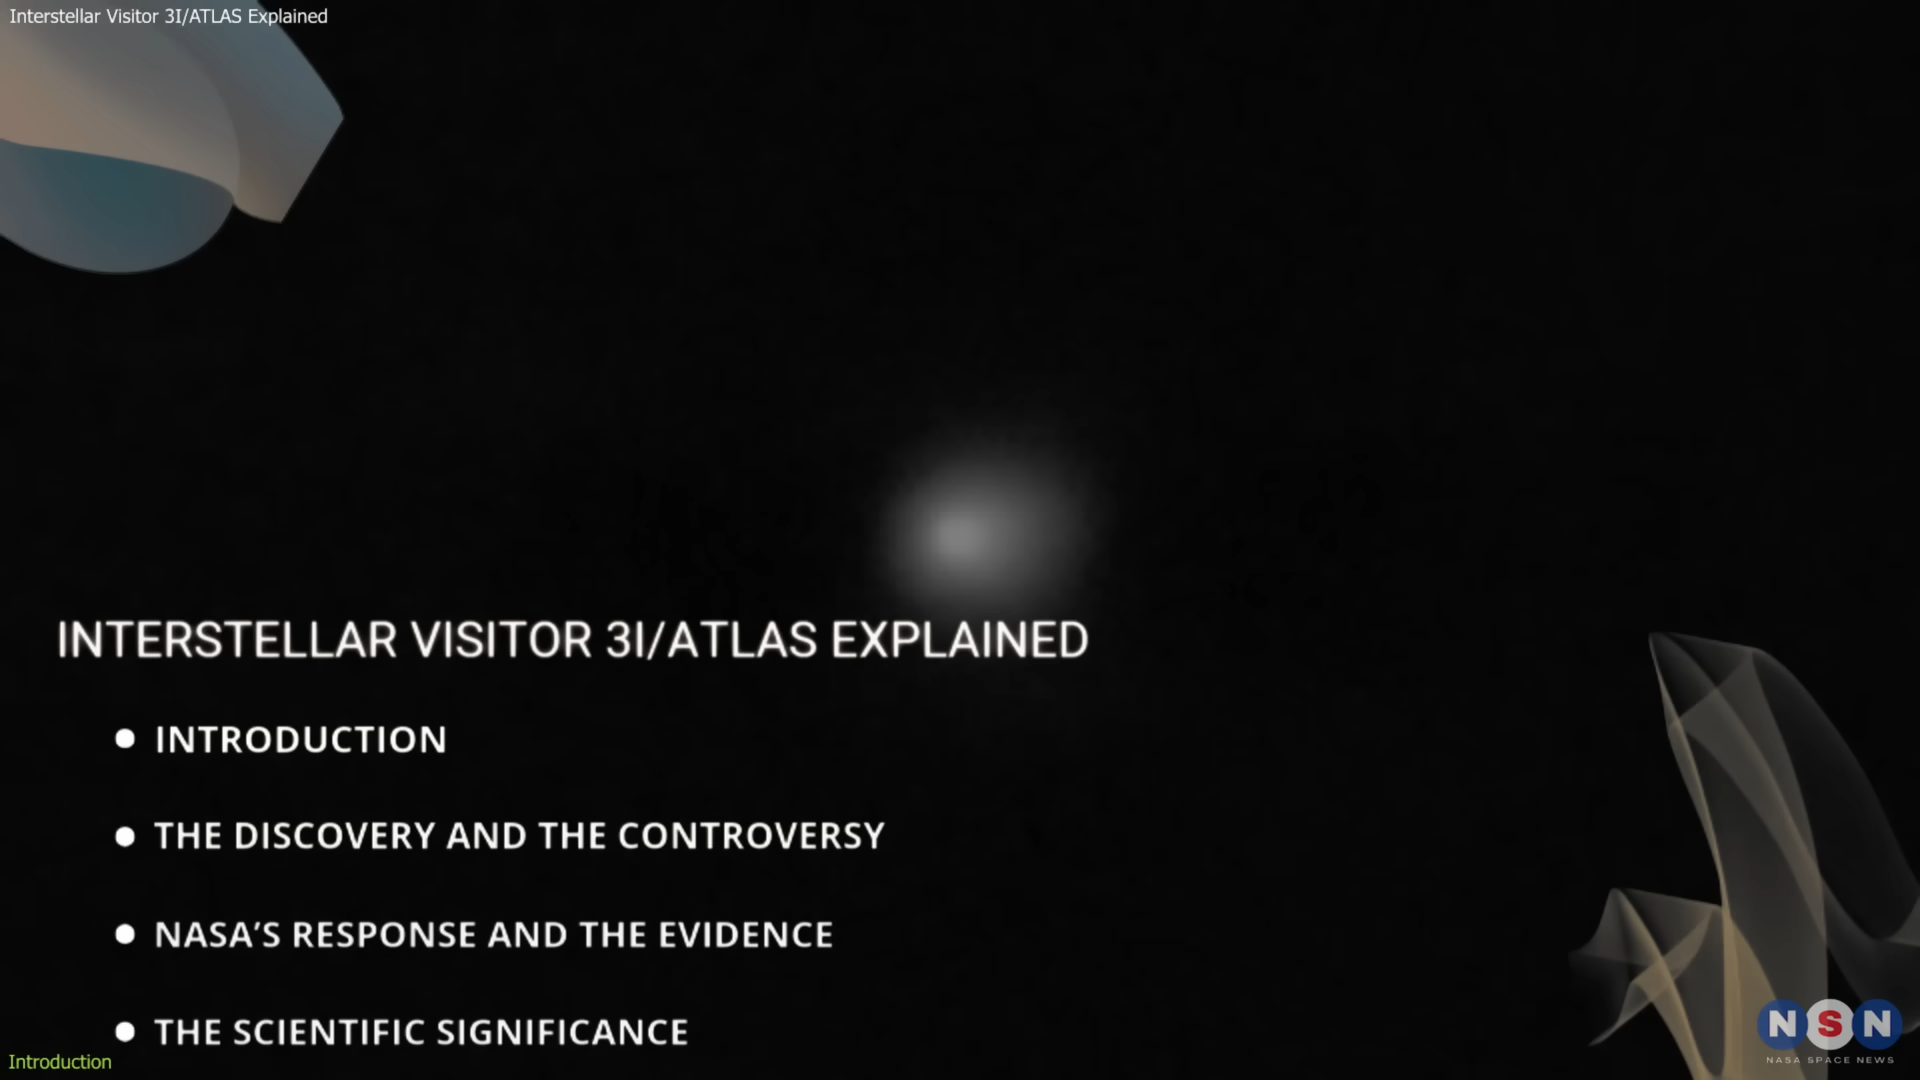 Interstellar Visitor 3I/ATLAS Explained
INTERSTELLAR VISITOR 3I/ATLAS EXPLAINED
INTRODUCTION
THE DISCOVERY AND THE CONTROVERSY
NASA’S RESPONSE AND THE EVIDENCE
THE SCIENTIFIC SIGNIFICANCE
Introduction
NSN
NASA SPACE NEWS